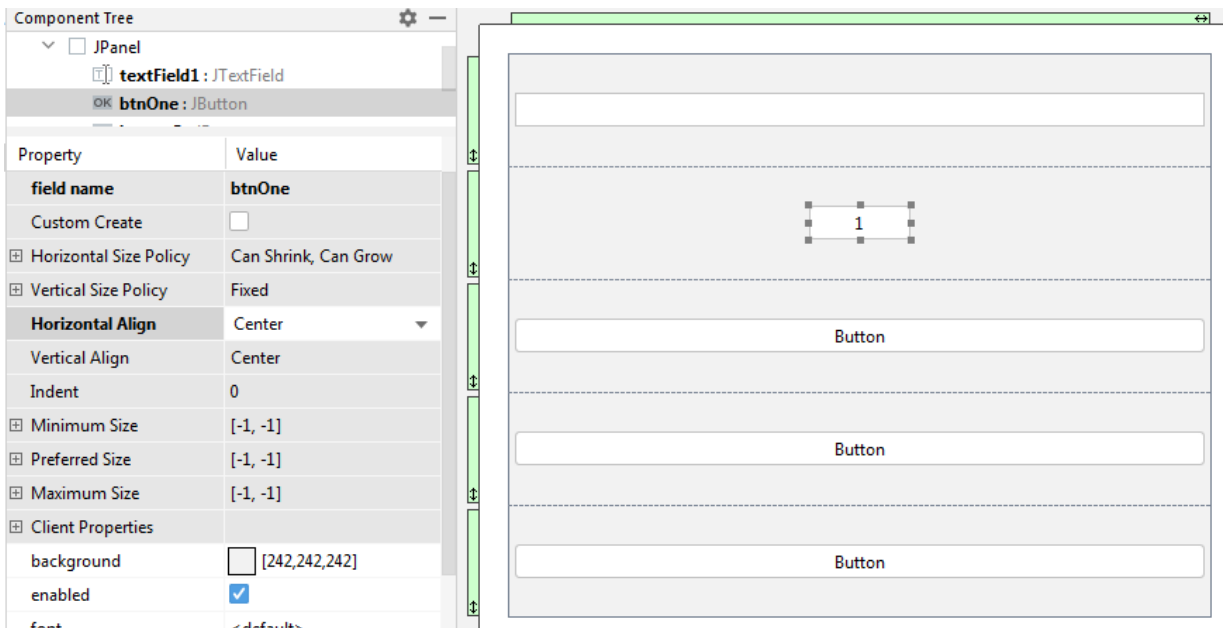 Component Tree
JPanel
textField1 : JTextField
OK btnOne : JButton
Property Value
field name btnOne
Custom Create
Horizontal Size Policy Can Shrink, Can Grow
Vertical Size Policy Fixed
Horizontal Align Center
Vertical Align Center
Indent 0
Minimum Size [-1, -1]
Preferred Size [-1, -1]
Maximum Size [-1, -1]
Client Properties
background [242,242,242]
enabled
font <default>
1
Button
Button
Button